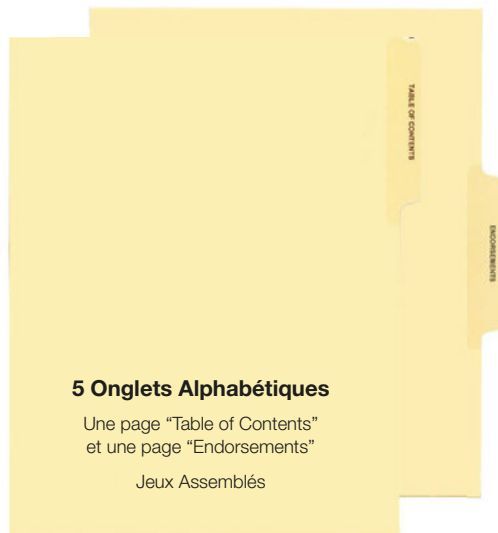 TABLE OF CONTENTS
ENDORSEMENTS
5 Onglets Alphabétiques
Une page “Table of Contents”
et une page “Endorsements”
Jeux Assemblés